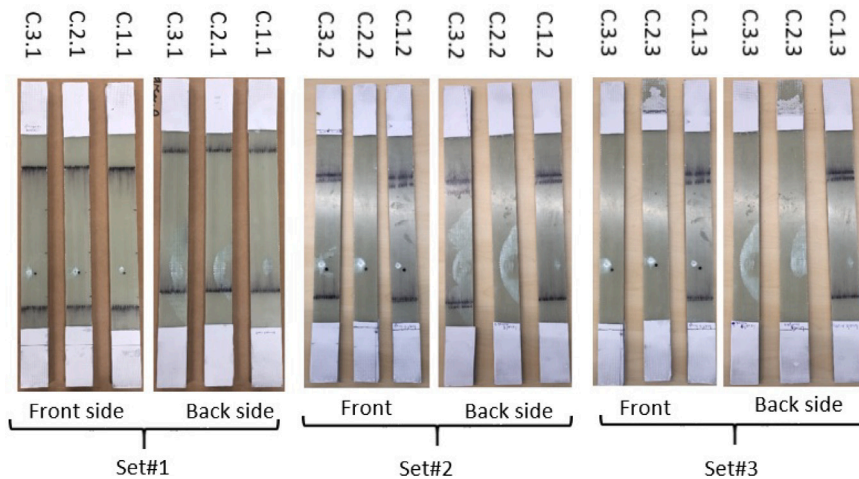 C.3.1 C.2.1 C.1.1 C.3.1 C.2.1 C.1.1 C.3.2 C.2.2 C.1.2 C.3.2 C.2.2 C.1.2 C.3.3 C.2.3 C.1.3 C.3.3 C.2.3 C.1.3
Front side Back side Front Back side Front Back side
Set#1 Set#2 Set#3